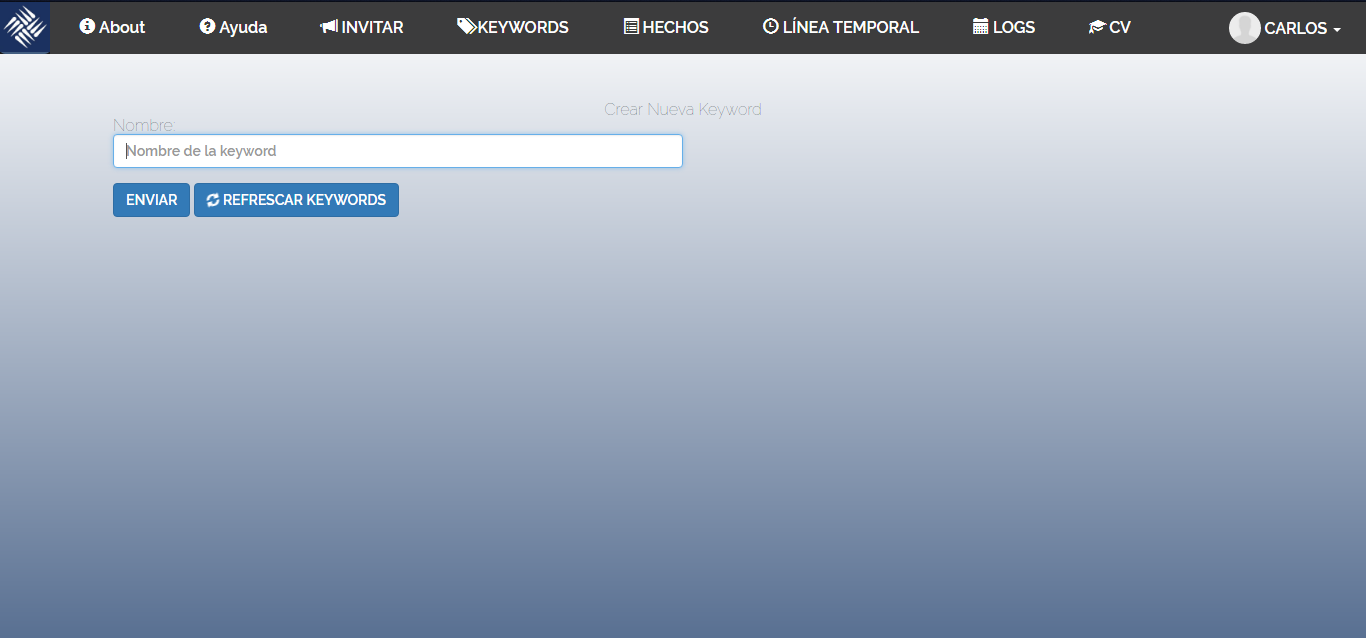 About Ayuda INVITAR KEYWORDS HECHOS LÍNEA TEMPORAL LOGS CV CARLOS
Crear Nueva Keyword
Nombre:
Nombre de la keyword
ENVIAR REFRESCAR KEYWORDS